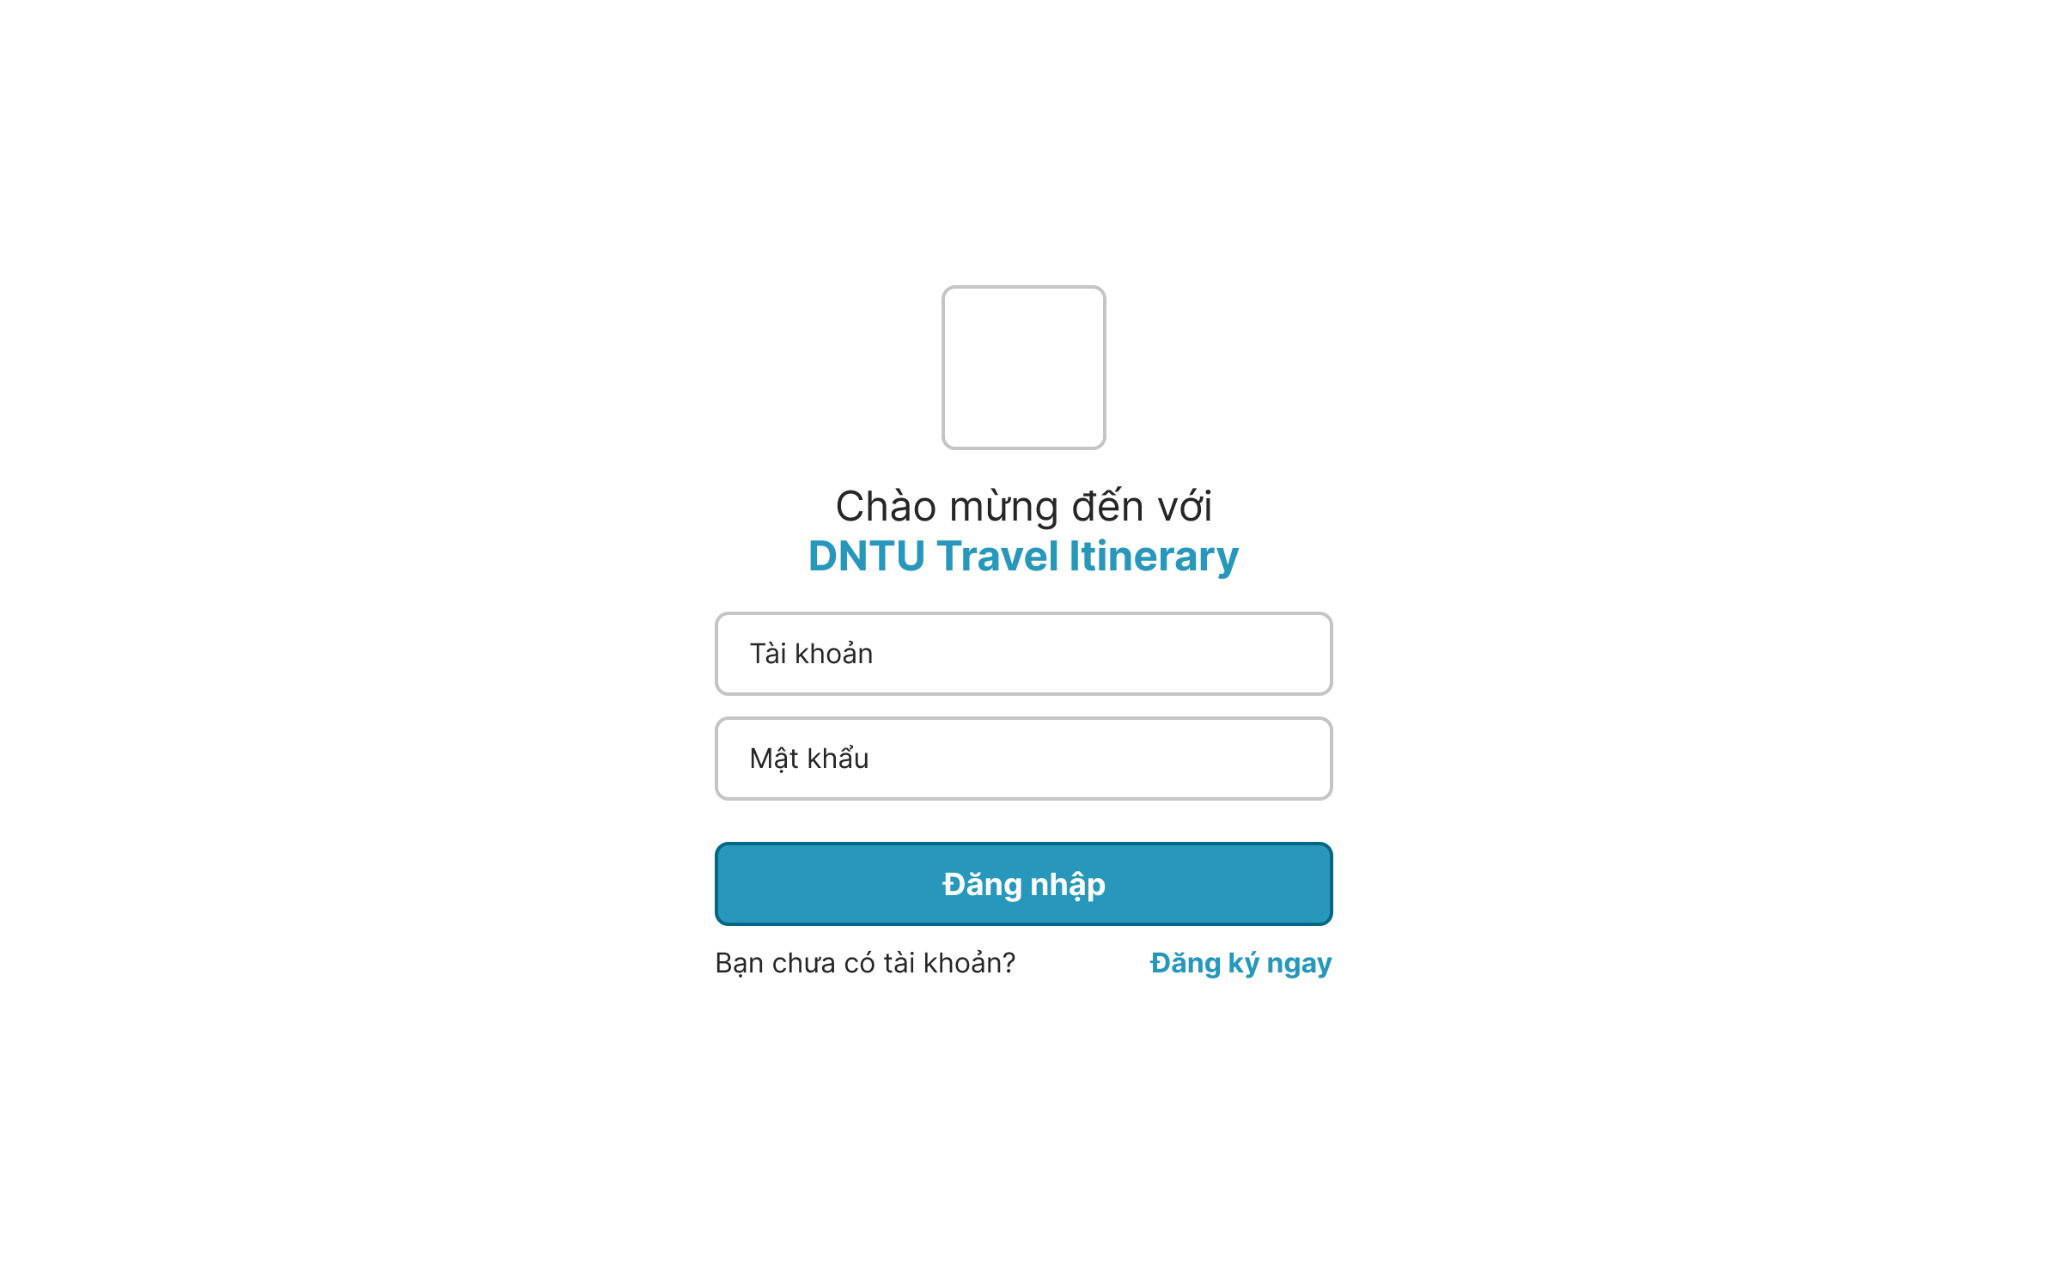 Chào mừng đến với
DNTU Travel Itinerary
Tài khoản
Mật khẩu
Đăng nhập
Bạn chưa có tài khoản? Đăng ký ngay